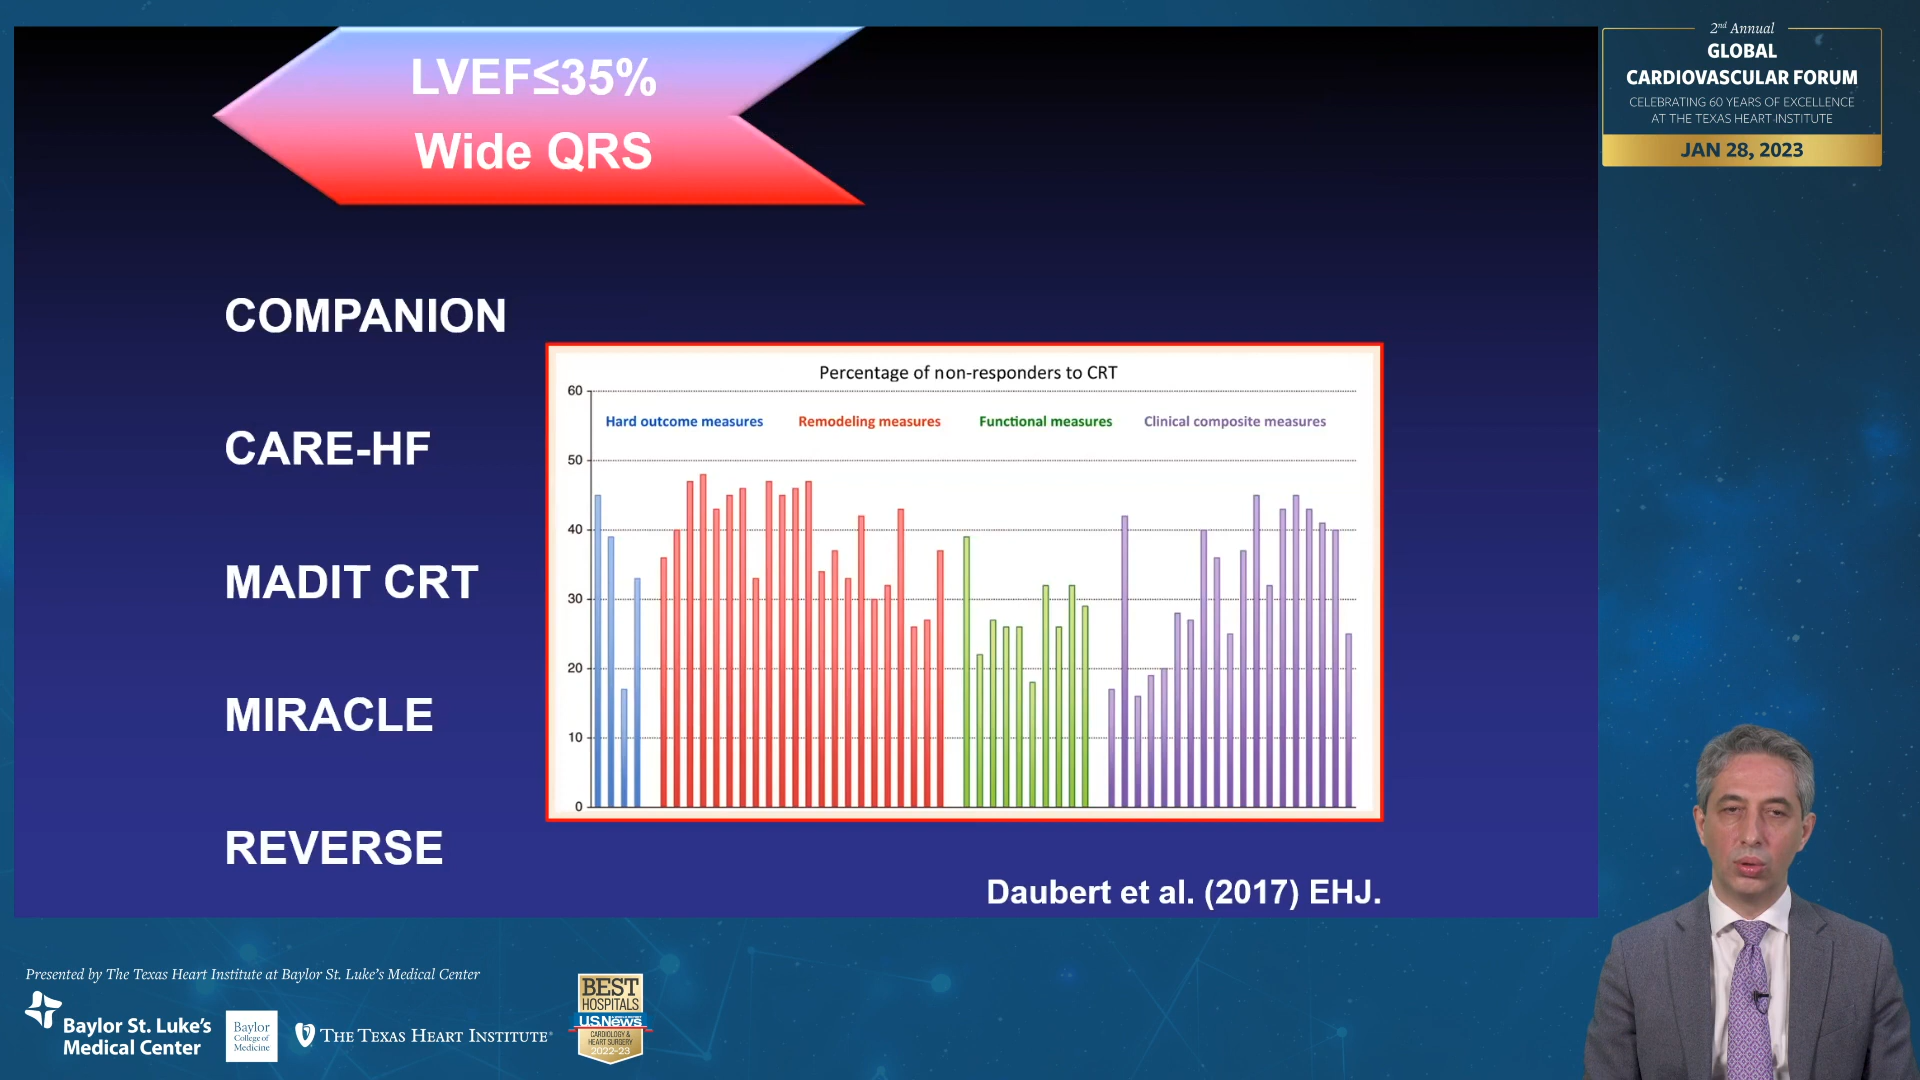 LVEF≤35%
Wide QRS
2nd Annual
GLOBAL
CARDIOVASCULAR FORUM
CELEBRATING 60 YEARS OF EXCELLENCE
AT THE TEXAS HEART INSTITUTE
JAN 28, 2023
COMPANION
CARE-HF
MADIT CRT
MIRACLE
REVERSE
Percentage of non-responders to CRT
Hard outcome measures
Remodeling measures
Functional measures
Clinical composite measures
60
50
40
30
20
10
0
Daubert et al. (2017) EHJ.
Presented by The Texas Heart Institute at Baylor St. Luke's Medical Center
Baylor St. Luke's
Medical Center
Baylor
College of
Medicine
THE TEXAS HEART INSTITUTE®
BEST
HOSPITALS
U.S.News
CARDIOLOGY &
HEART SURGERY
2022-23